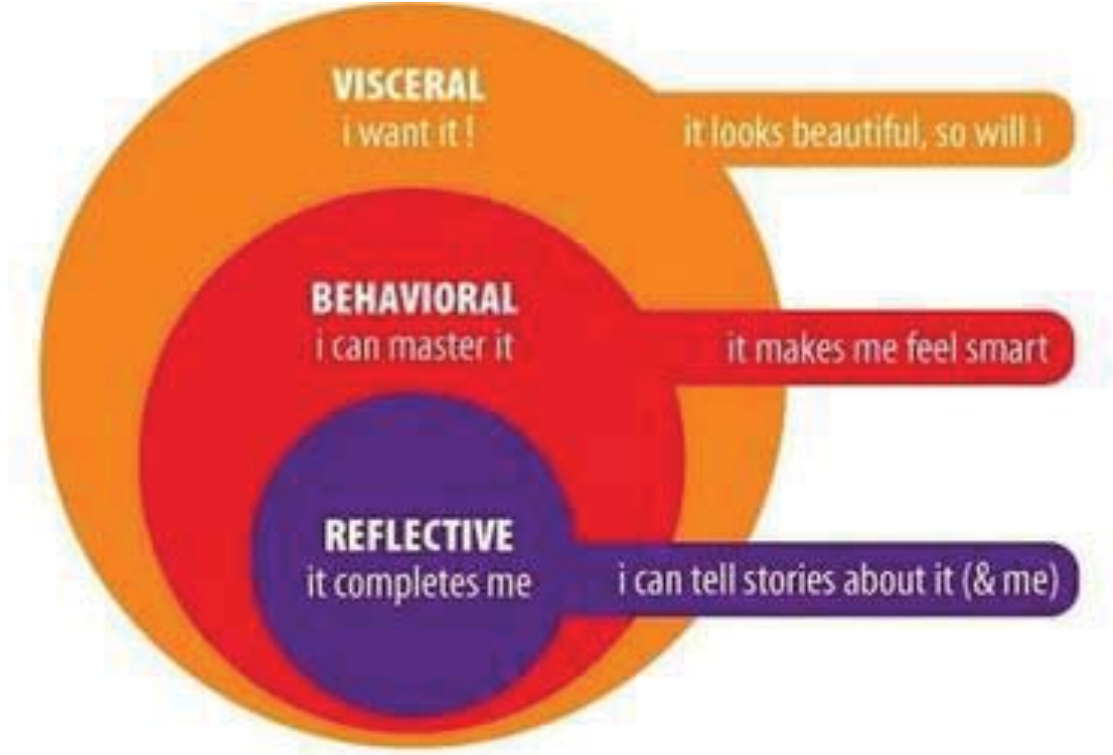 VISCERAL
i want it !
it looks beautiful, so will i
BEHAVIORAL
i can master it
it makes me feel smart
REFLECTIVE
it completes me
i can tell stories about it (& me)